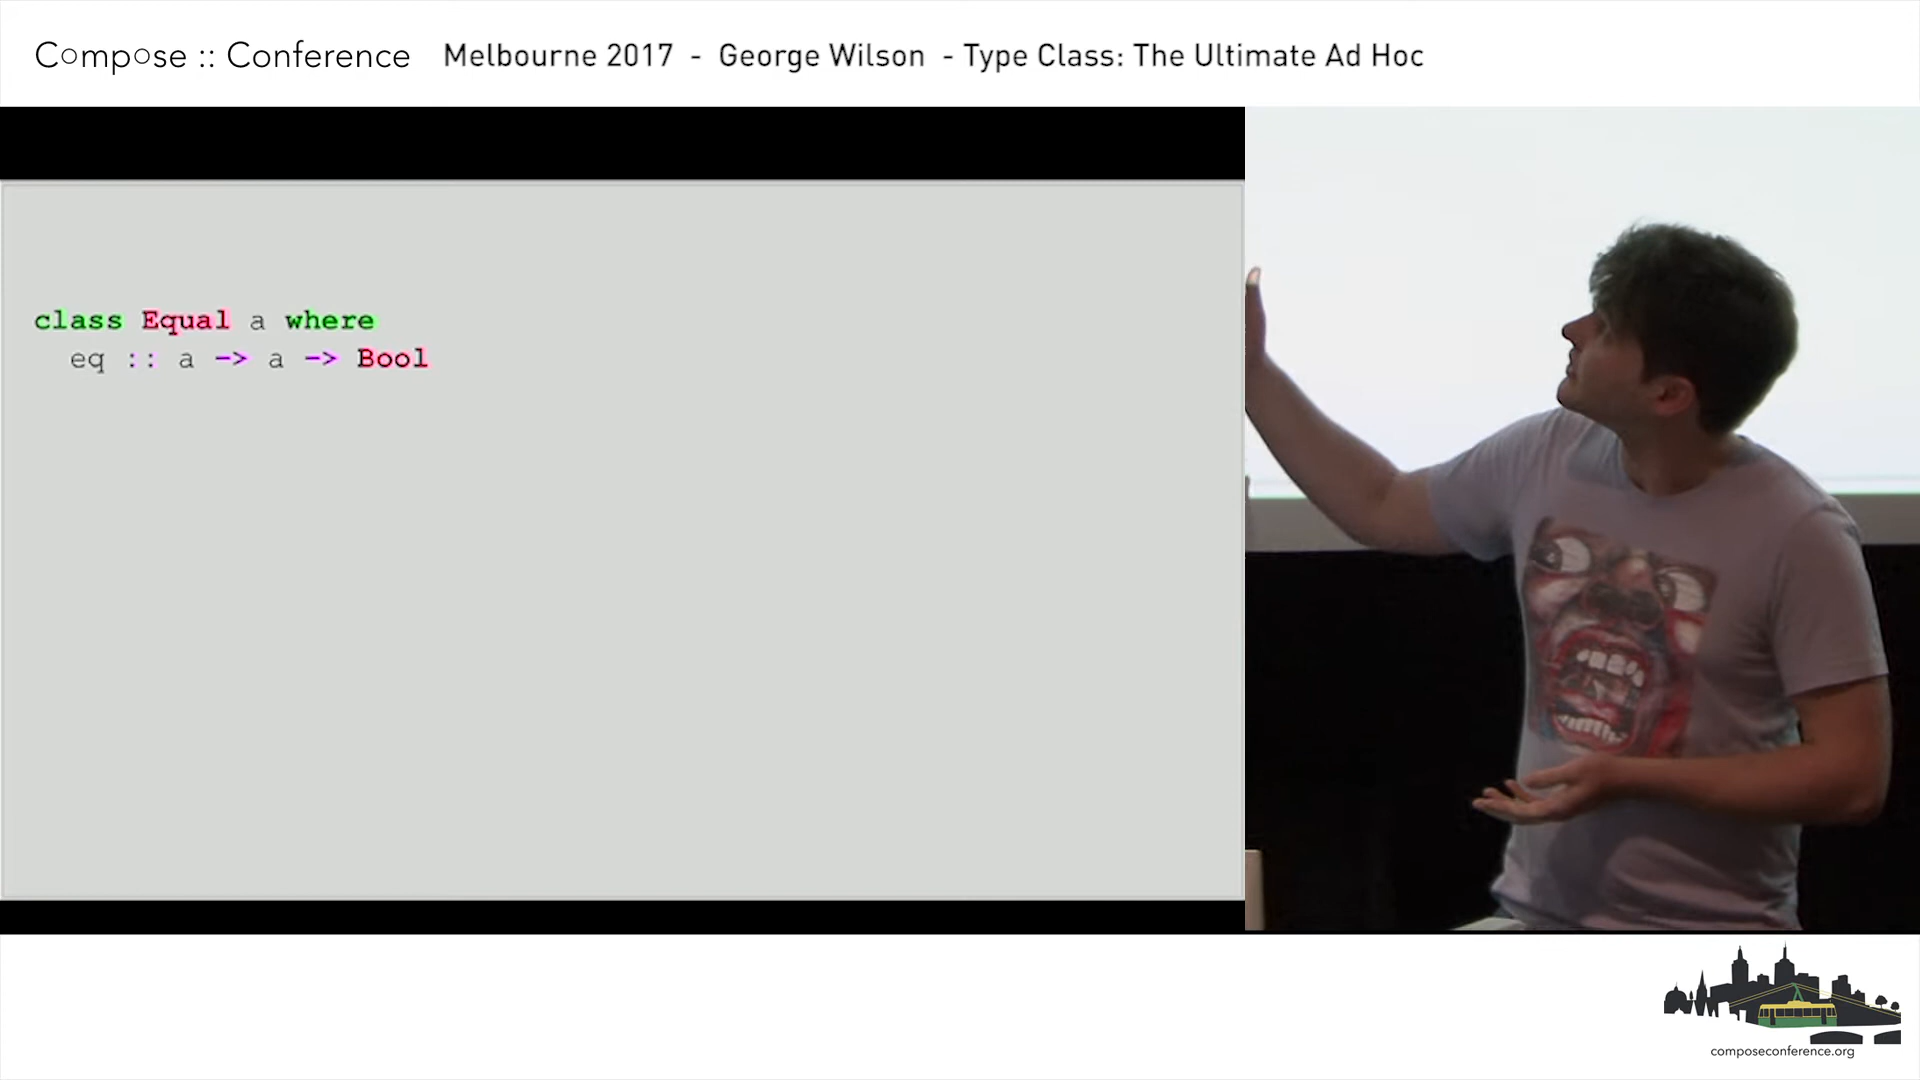 Compose :: Conference Melbourne 2017 - George Wilson - Type Class: The Ultimate Ad Hoc
class Equal a where
eq :: a -> a -> Bool
composeconference.org